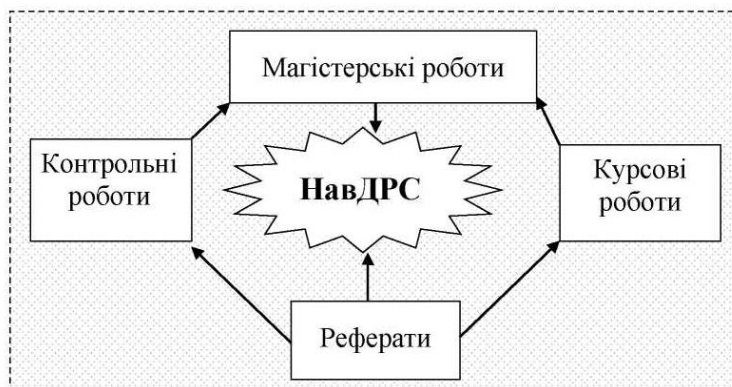 Магістерські роботи
Контрольні
роботи
НавДРС
Курсові
роботи
Реферати